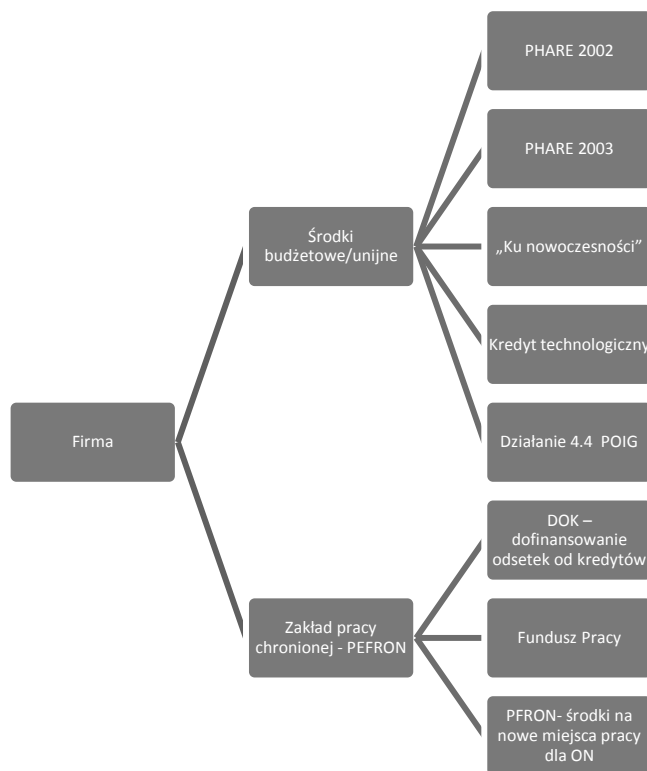 PHARE 2002
PHARE 2003
Środki
budżetowe/unijne
„Ku nowoczesności”
Kredyt technologiczny
Firma
Działanie 4.4 POIG
DOK –
dofinansowanie
odsetek od kredytów
Zakład pracy
chronionej - PEFRON
Fundusz Pracy
PFRON- środki na
nowe miejsca pracy
dla ON